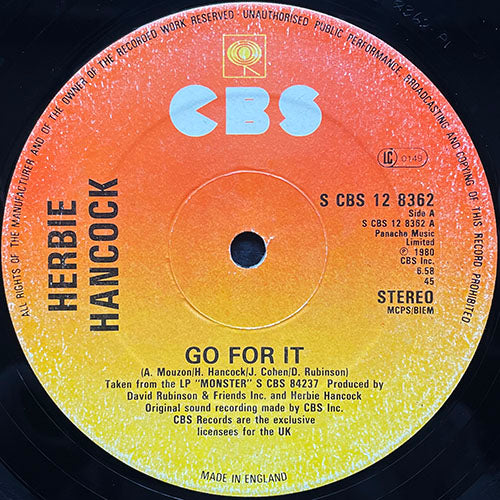 ALL RIGHTS OF THE MANUFACTURER AND OF THE OWNER OF THE RECORDED WORK RESERVED · UNAUTHORISED PUBLIC PERFORMANCE, BROADCASTING AND COPYING OF THIS RECORD PROHIBITED
CBS
LC 0149
HERBIE
HANCOCK
S CBS 12 8362
Side A
S CBS 12 8362 A
Panache Music
Limited
℗ 1980
CBS Inc.
6.58
45
STEREO
MCPS/BIEM
GO FOR IT
(A. Mouzon/H. Hancock/J. Cohen/D. Rubinson)
Taken from the LP "MONSTER" S CBS 84237 Produced by
David Rubinson & Friends Inc. and Herbie Hancock
Original sound recording made by CBS Inc.
CBS Records are the exclusive
licensees for the UK
MADE IN ENGLAND